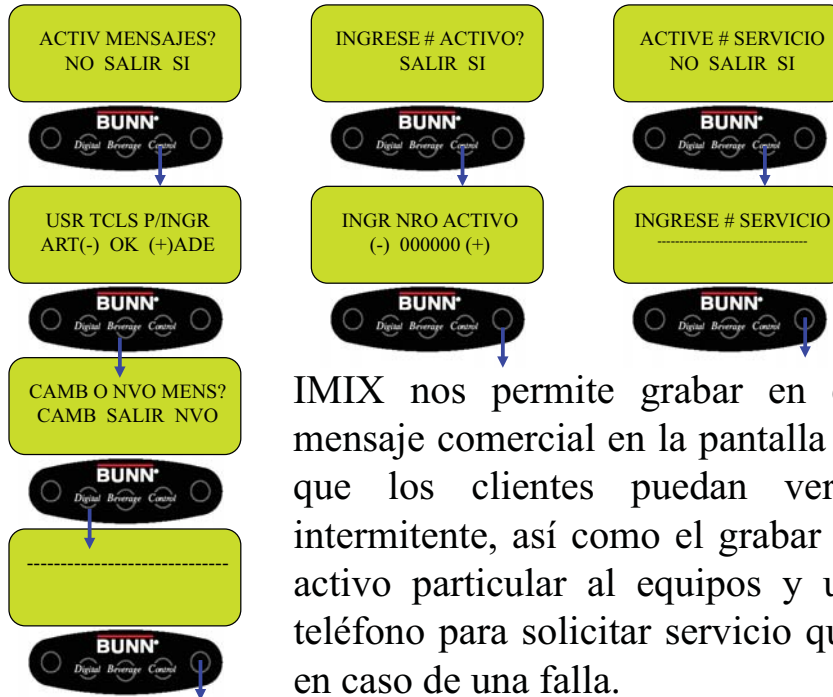 ACTIV MENSAJES?
NO SALIR SI
BUNN
Digital Beverage Control
USR TCLS P/INGR
ART(-) OK (+)ADE
BUNN
Digital Beverage Control
CAMB O NVO MENS?
CAMB SALIR NVO
BUNN
Digital Beverage Control
------------------------------
BUNN
Digital Beverage Control
INGRESE # ACTIVO?
SALIR SI
BUNN
Digital Beverage Control
INGR NRO ACTIVO
(-) 000000 (+)
BUNN
Digital Beverage Control
ACTIVE # SERVICIO
NO SALIR SI
BUNN
Digital Beverage Control
INGRESE # SERVICIO
-----------------------------------
BUNN
Digital Beverage Control
IMIX nos permite grabar en
mensaje comercial en la pantalla
que los clientes puedan ver
intermitente, así como el grabar
activo particular al equipos y
teléfono para solicitar servicio
en caso de una falla.